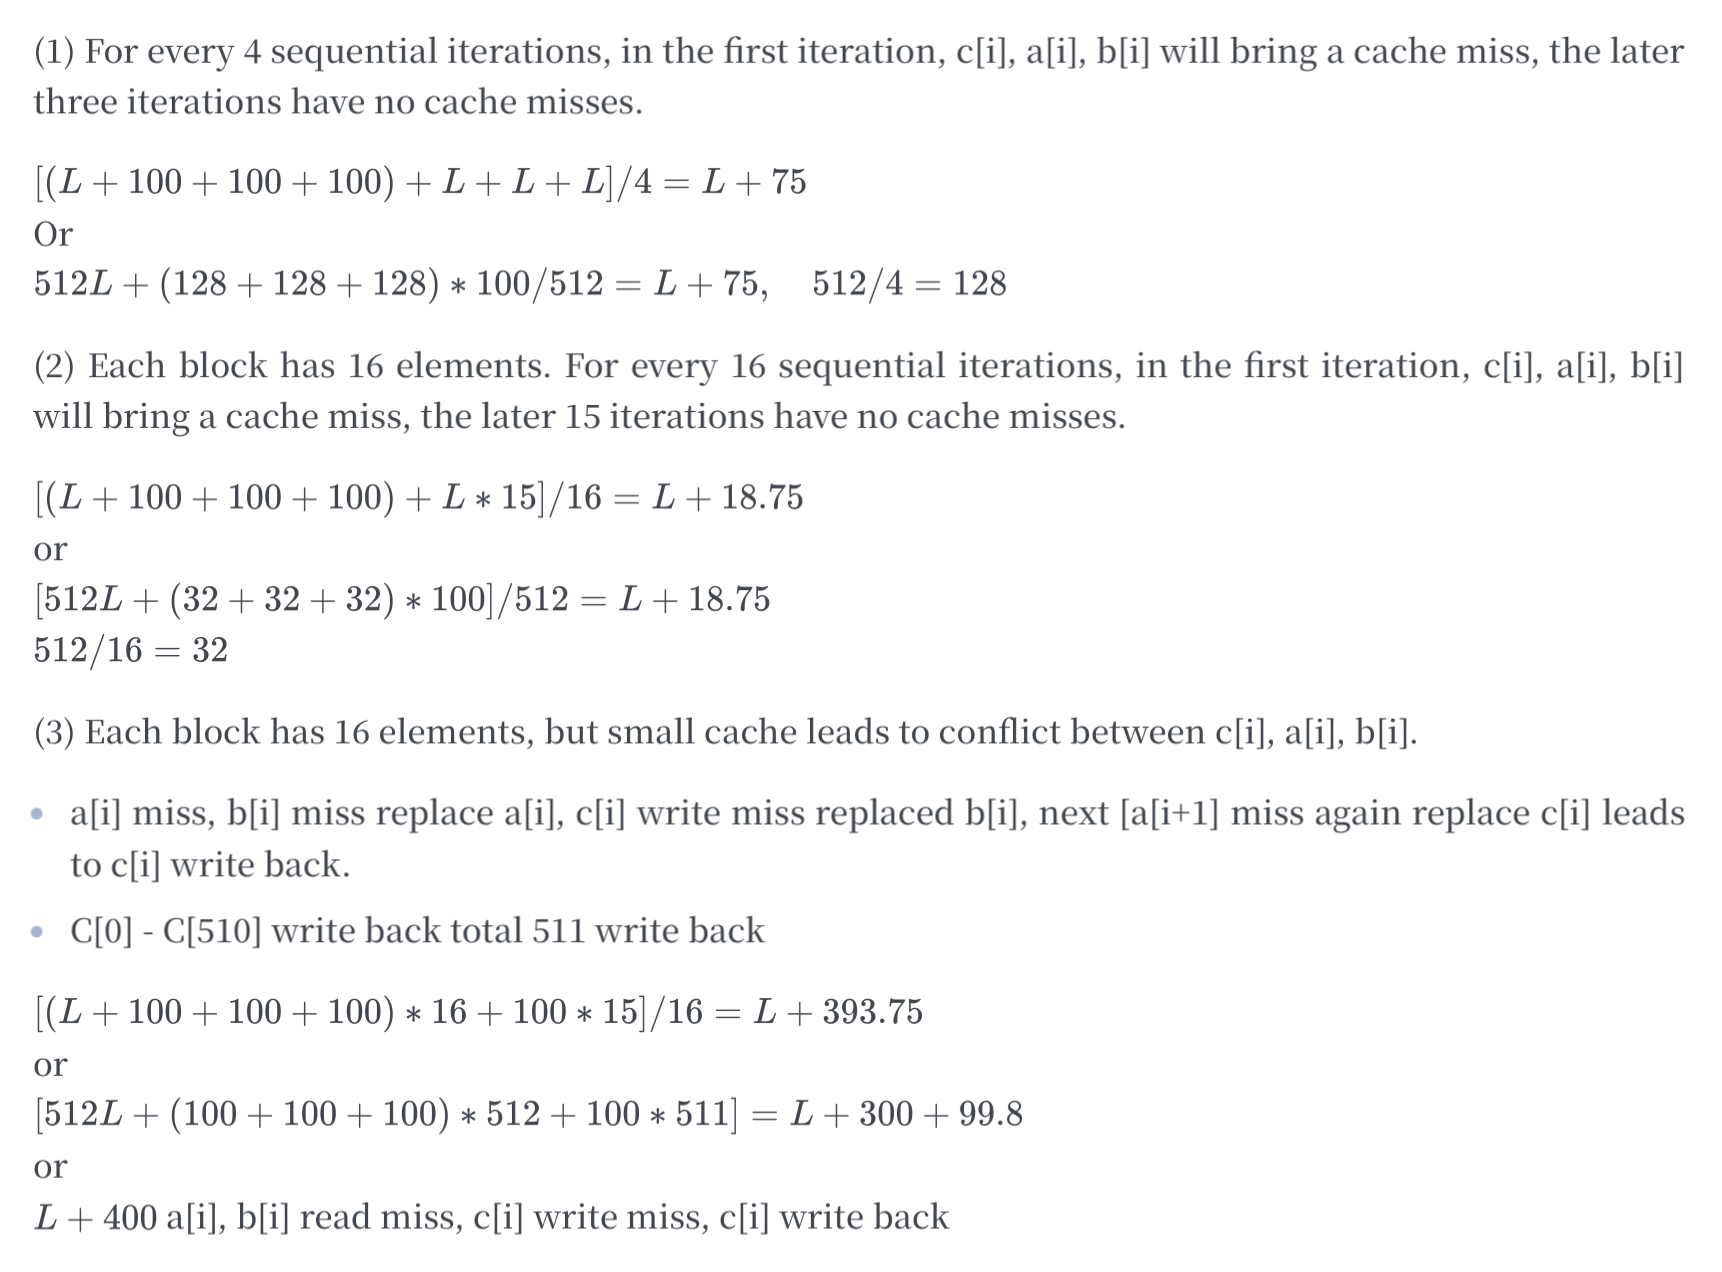 (1) For every 4 sequential iterations, in the first iteration, c[i], a[i], b[i] will bring a cache miss, the later
three iterations have no cache misses.
[(L + 100 + 100 + 100) + L + L + L]/4 = L + 75
Or
512L + (128 + 128 + 128) ∗ 100/512 = L + 75, 512/4 = 128
(2) Each block has 16 elements. For every 16 sequential iterations, in the first iteration, c[i], a[i], b[i]
will bring a cache miss, the later 15 iterations have no cache misses.
[(L + 100 + 100 + 100) + L ∗ 15]/16 = L + 18.75
or
[512L + (32 + 32 + 32) ∗ 100]/512 = L + 18.75
512/16 = 32
(3) Each block has 16 elements, but small cache leads to conflict between c[i], a[i], b[i].
• a[i] miss, b[i] miss replace a[i], c[i] write miss replaced b[i], next [a[i+1] miss again replace c[i] leads
to c[i] write back.
• C[0] - C[510] write back total 511 write back
[(L + 100 + 100 + 100) ∗ 16 + 100 ∗ 15]/16 = L + 393.75
or
[512L + (100 + 100 + 100) ∗ 512 + 100 ∗ 511] = L + 300 + 99.8
or
L + 400 a[i], b[i] read miss, c[i] write miss, c[i] write back